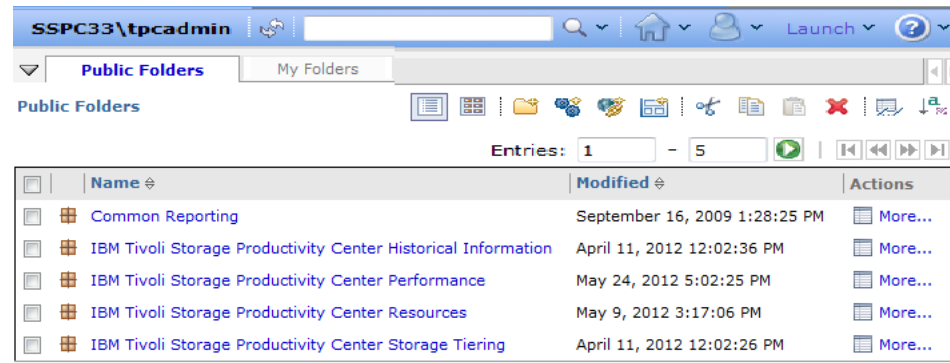 SSPC33\tpcadmin Launch ?
Public Folders My Folders
Public Folders
Entries: 1 - 5
Name Modified Actions
Common Reporting September 16, 2009 1:28:25 PM More...
IBM Tivoli Storage Productivity Center Historical Information April 11, 2012 12:02:36 PM More...
IBM Tivoli Storage Productivity Center Performance May 24, 2012 5:02:25 PM More...
IBM Tivoli Storage Productivity Center Resources May 9, 2012 3:17:06 PM More...
IBM Tivoli Storage Productivity Center Storage Tiering April 11, 2012 12:02:26 PM More...